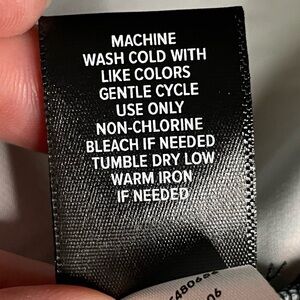 MACHINE
WASH COLD WITH
LIKE COLORS
GENTLE CYCLE
USE ONLY
NON-CHLORINE
BLEACH IF NEEDED
TUMBLE DRY LOW
WARM IRON
IF NEEDED